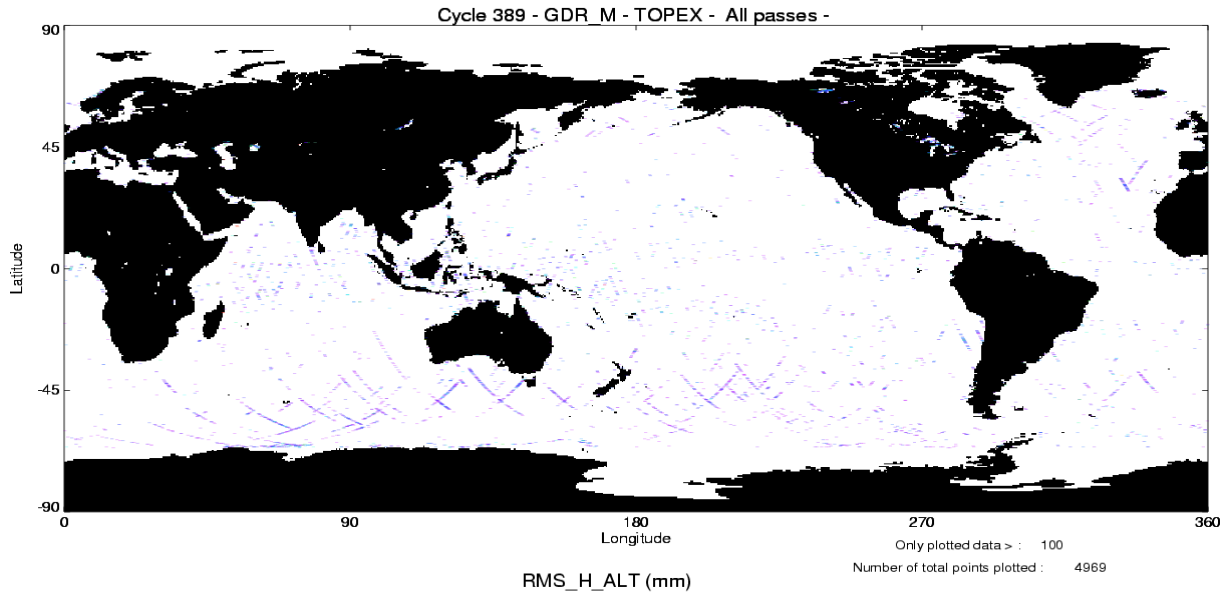 Cycle 389 - GDR_M - TOPEX - All passes -
90
45
0
-45
-90
Latitude
0 90 180 270 360
Longitude
Only plotted data > : 100
Number of total points plotted : 4969
RMS_H_ALT (mm)